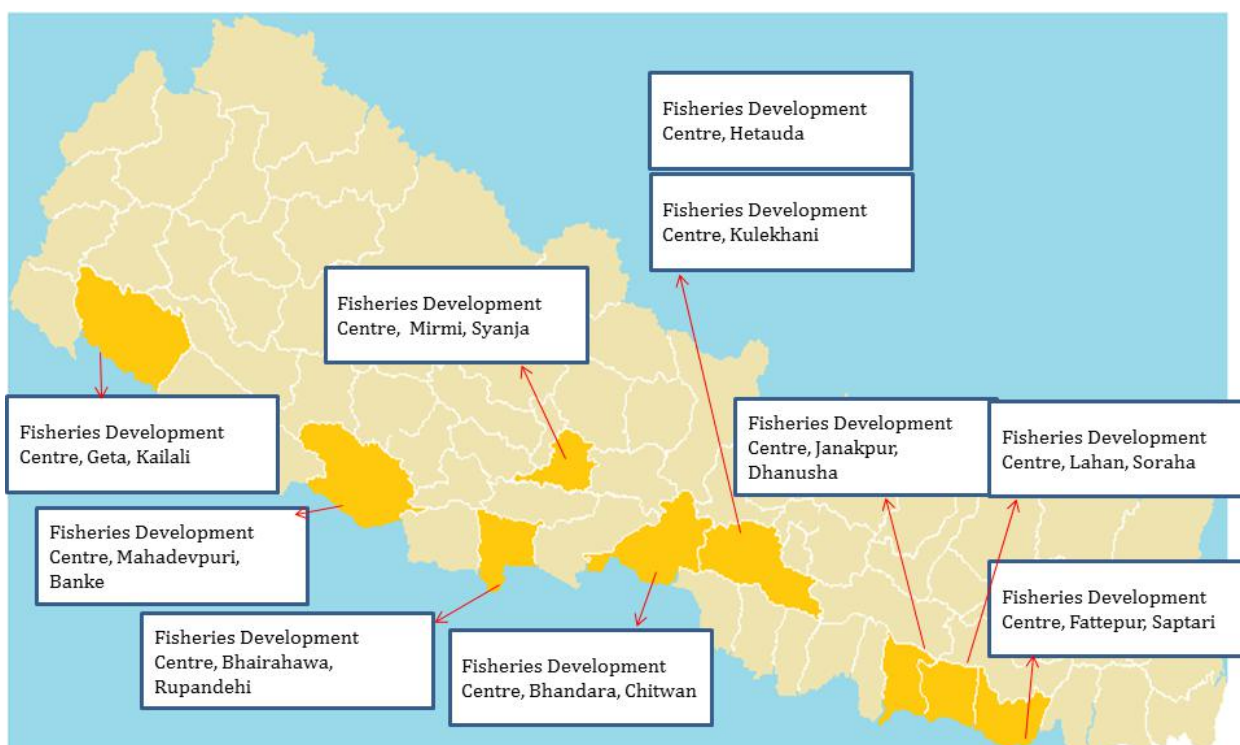 Fisheries Development
Centre, Hetauda
Fisheries Development
Centre, Kulekhani
Fisheries Development
Centre, Mirmi, Syanja
Fisheries Development
Centre, Geta, Kailali
Fisheries Development
Centre, Janakpur,
Dhanusha
Fisheries Development
Centre, Lahan, Soraha
Fisheries Development
Centre, Mahadevpuri,
Banke
Fisheries Development
Centre, Fattepur, Saptari
Fisheries Development
Centre, Bhairahawa,
Rupandehi
Fisheries Development
Centre, Bhandara, Chitwan